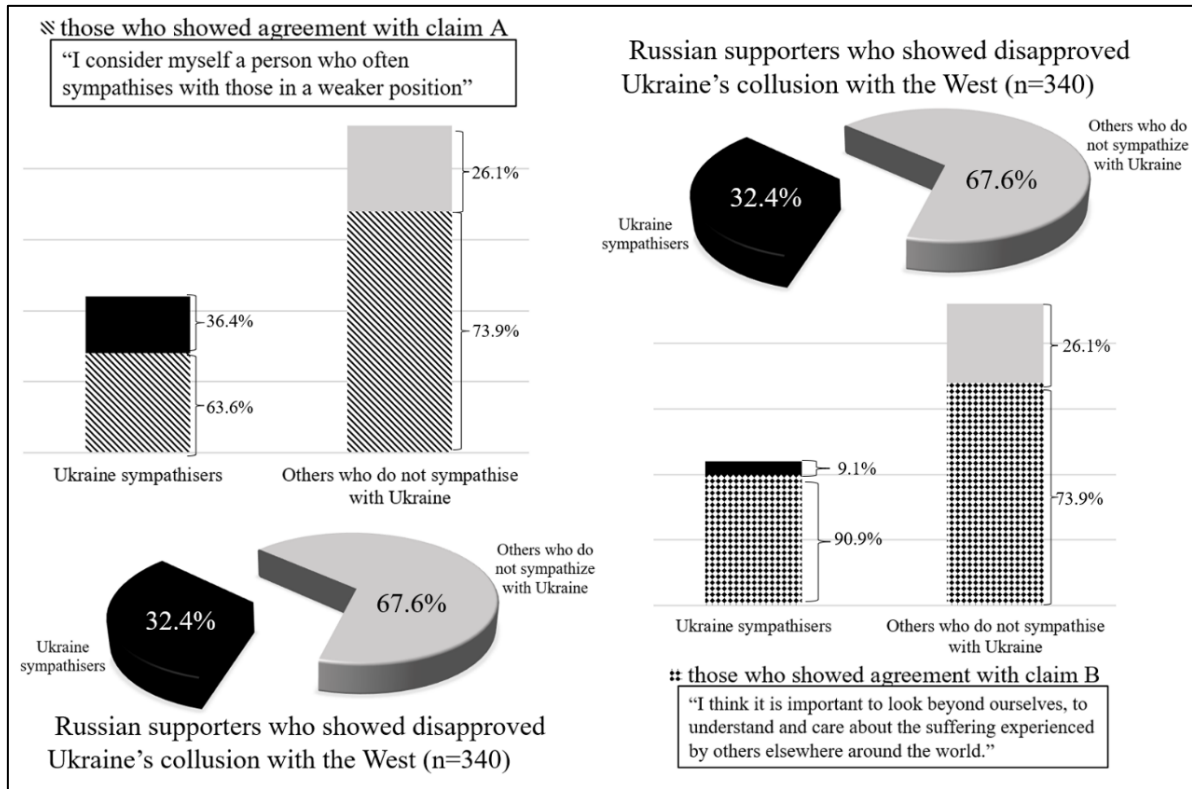 those who showed agreement with claim A
“I consider myself a person who often
sympathises with those in a weaker position”
26.1%
36.4%
73.9%
63.6%
Ukraine sympathisers
Others who do not sympathise
with Ukraine
Others who do
not sympathize
with Ukraine
32.4%
67.6%
Ukraine
sympathisers
Russian supporters who showed disapproved
Ukraine’s collusion with the West (n=340)
Russian supporters who showed disapproved
Ukraine’s collusion with the West (n=340)
Others who do
not sympathize
with Ukraine
32.4%
67.6%
Ukraine
sympathisers
26.1%
9.1%
73.9%
90.9%
Ukraine sympathisers
Others who do not sympathise
with Ukraine
those who showed agreement with claim B
“I think it is important to look beyond ourselves, to
understand and care about the suffering experienced
by others elsewhere around the world.”